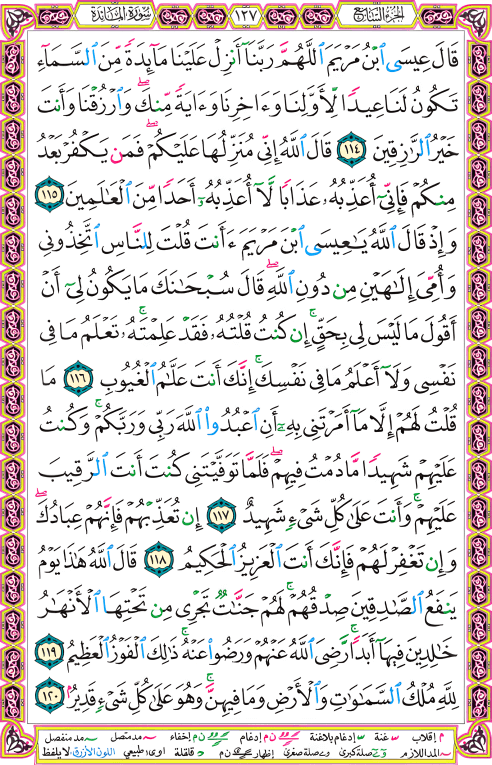 الجزء السابع ١٢٧ سورة المائدة
قَالَ عِيسَى ٱبْنُ مَرْيَمَ ٱللَّهُمَّ رَبَّنَآ أَنزِلْ عَلَيْنَا مَآئِدَةً مِّنَ ٱلسَّمَآءِ
تَكُونُ لَنَا عِيدًا لِّأَوَّلِنَا وَءَاخِرِنَا وَءَايَةً مِّنكَ ۖ وَٱرْزُقْنَا وَأَنتَ
خَيْرُ ٱلرَّٰزِقِينَ ١١٤ قَالَ ٱللَّهُ إِنِّى مُنَزِّلُهَا عَلَيْكُمْ ۖ فَمَن يَكْفُرْ بَعْدُ
مِنكُمْ فَإِنِّىٓ أُعَذِّبُهُۥ عَذَابًا لَّآ أُعَذِّبُهُۥٓ أَحَدًا مِّنَ ٱلْعَٰلَمِينَ ١١٥
وَإِذْ قَالَ ٱللَّهُ يَٰعِيسَى ٱبْنَ مَرْيَمَ ءَأَنتَ قُلْتَ لِلنَّاسِ ٱتَّخِذُونِى
وَأُمِّىَ إِلَٰهَيْنِ مِن دُونِ ٱللَّهِ ۖ قَالَ سُبْحَٰنَكَ مَا يَكُونُ لِىٓ أَنْ
أَقُولَ مَا لَيْسَ لِى بِحَقٍّ ۚ إِن كُنتُ قُلْتُهُۥ فَقَدْ عَلِمْتَهُۥ ۚ تَعْلَمُ مَا فِى
نَفْسِى وَلَآ أَعْلَمُ مَا فِى نَفْسِكَ ۚ إِنَّكَ أَنتَ عَلَّٰمُ ٱلْغُيُوبِ ١١٦ مَا
قُلْتُ لَهُمْ إِلَّا مَآ أَمَرْتَنِى بِهِۦٓ أَنِ ٱعْبُدُوا۟ ٱللَّهَ رَبِّى وَرَبَّكُمْ ۚ وَكُنتُ
عَلَيْهِمْ شَهِيدًا مَّا دُمْتُ فِيهِمْ ۖ فَلَمَّا تَوَفَّيْتَنِى كُنتَ أَنتَ ٱلرَّقِيبَ
عَلَيْهِمْ ۚ وَأَنتَ عَلَىٰ كُلِّ شَىْءٍ شَهِيدٌ ١١٧ إِن تُعَذِّبْهُمْ فَإِنَّهُمْ عِبَادُكَ ۖ
وَإِن تَغْفِرْ لَهُمْ فَإِنَّكَ أَنتَ ٱلْعَزِيزُ ٱلْحَكِيمُ ١١٨ قَالَ ٱللَّهُ هَٰذَا يَوْمُ
يَنفَعُ ٱلصَّٰدِقِينَ صِدْقُهُمْ ۚ لَهُمْ جَنَّٰتٌ تَجْرِى مِن تَحْتِهَا ٱلْأَنْهَٰرُ
خَٰلِدِينَ فِيهَآ أَبَدًا ۚ رَّضِىَ ٱللَّهُ عَنْهُمْ وَرَضُوا۟ عَنْهُ ۚ ذَٰلِكَ ٱلْفَوْزُ ٱلْعَظِيمُ ١١٩
لِلَّهِ مُلْكُ ٱلسَّمَٰوَٰتِ وَٱلْأَرْضِ وَمَا فِيهِنَّ ۚ وَهُوَ عَلَىٰ كُلِّ شَىْءٍ قَدِيرٌۢ ١٢٠
م إقلاب غنة إدغام بلاغنة ن م إدغام ن م إخفاء مد متصل مد منفصل
المد اللازم صلة كبرى وصلة صغرى إظهار ن م قلقلة اوى طبيعي اللون الأزرق لا يلفظ